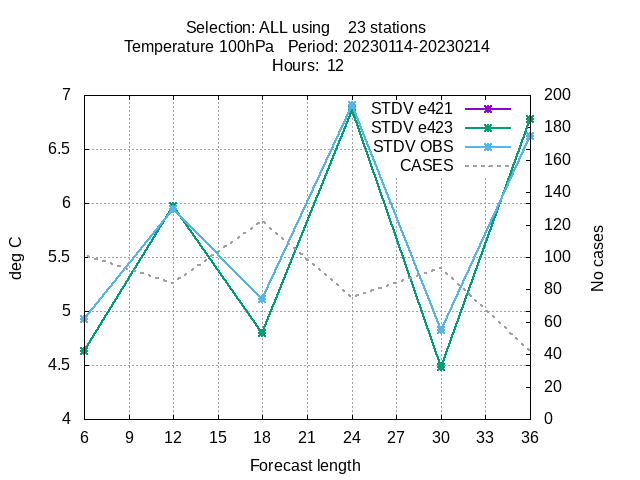 Selection: ALL using    23 stations
Temperature 100hPa   Period: 20230114-20230214
Hours:  12
7
6.5
6
5.5
5
4.5
4
deg C
200
180
160
140
120
100
80
60
40
20
0
No cases
STDV e421
STDV e423
STDV OBS
CASES
6 9 12 15 18 21 24 27 30 33 36
Forecast length